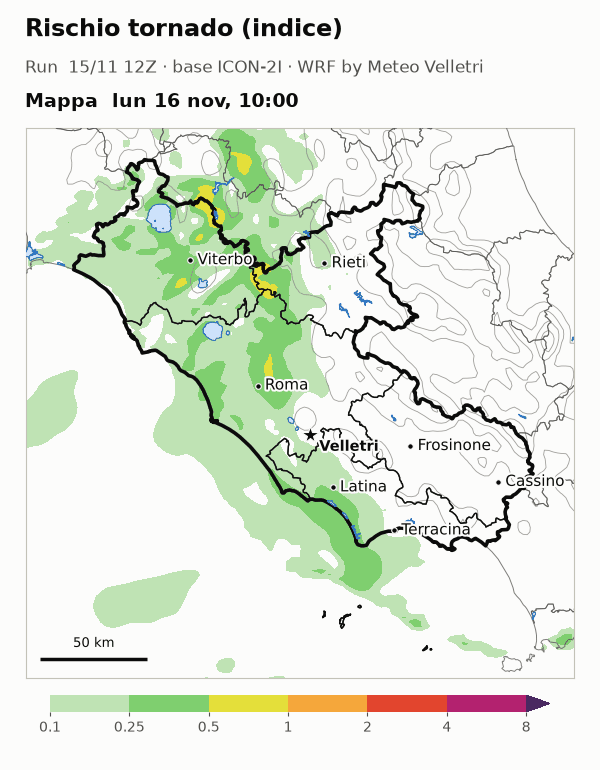 Rischio tornado (indice)
Run  15/11 12Z · base ICON-2I · WRF by Meteo Velletri
Mappa  lun 16 nov, 10:00
Viterbo
Rieti
Roma
Velletri
Frosinone
Latina
Cassino
Terracina
50 km
0.1 0.25 0.5 1 2 4 8